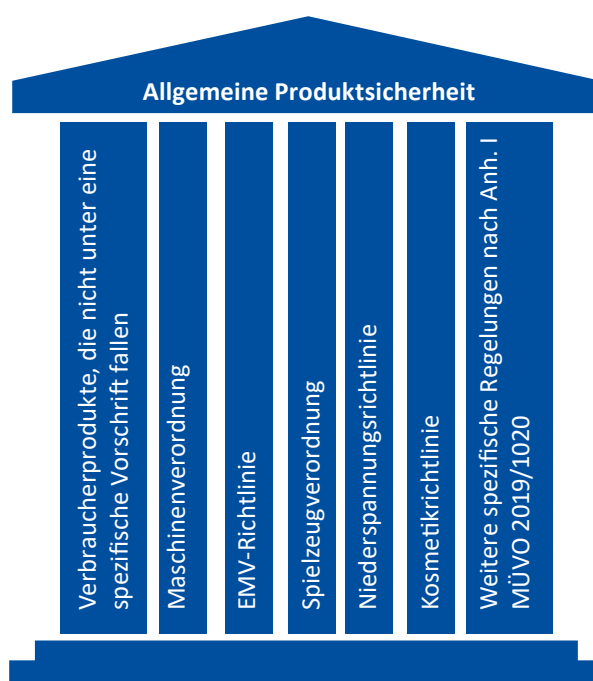 Allgemeine Produktsicherheit
Verbraucherprodukte, die nicht unter eine
spezifische Vorschrift fallen
Maschinenverordnung
EMV-Richtlinie
Spielzeugverordnung
Niederspannungsrichtlinie
Kosmetikrichtlinie
Weitere spezifische Regelungen nach Anh. I
MÜVO 2019/1020